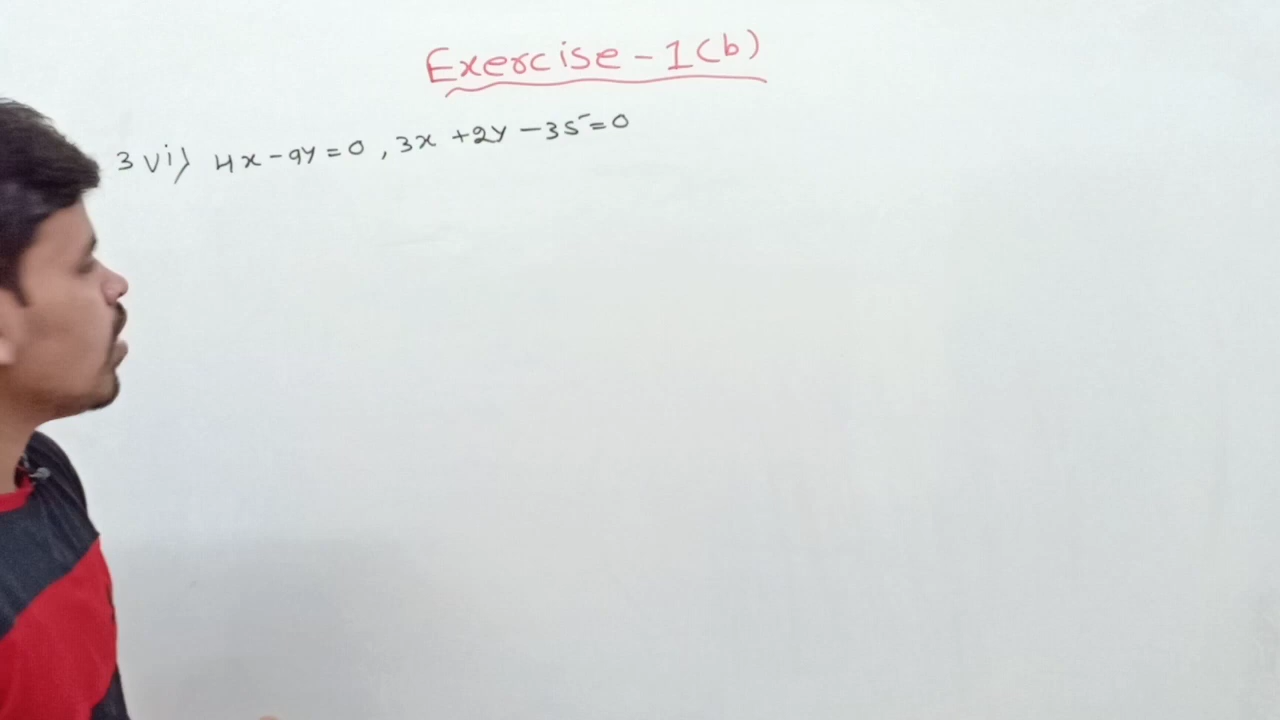 Exercise - 1(b)
3 vi) 4x - 9y = 0 , 3x + 2y - 35 = 0